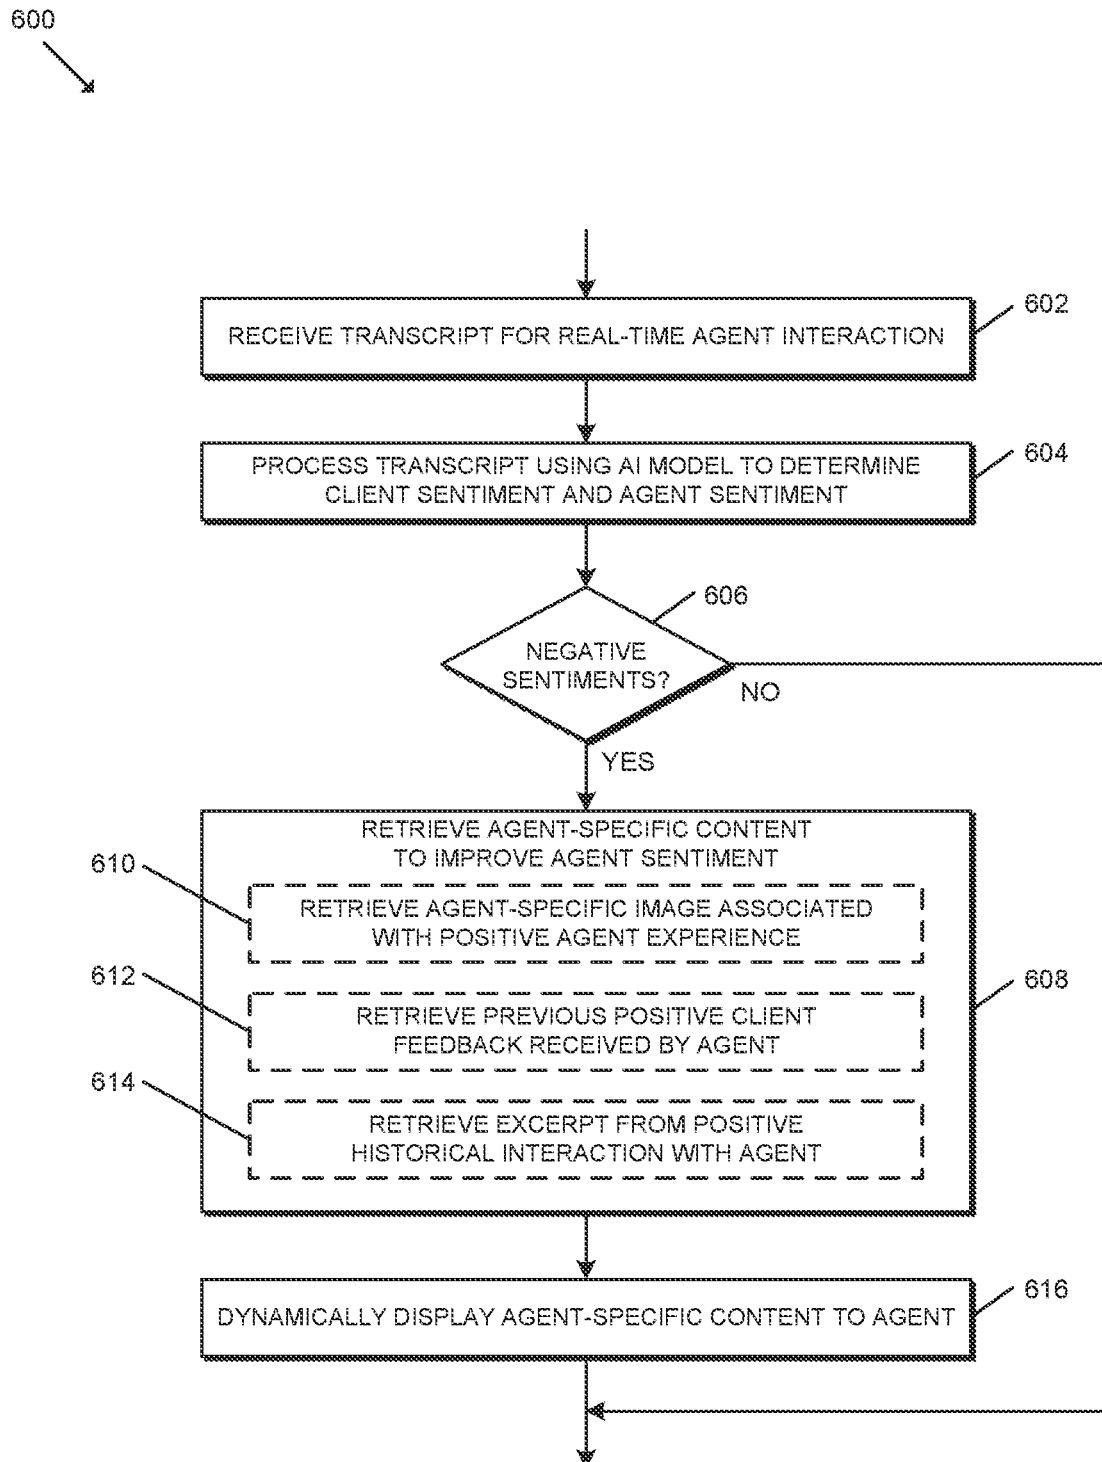 600
RECEIVE TRANSCRIPT FOR REAL-TIME AGENT INTERACTION
602
PROCESS TRANSCRIPT USING AI MODEL TO DETERMINE
CLIENT SENTIMENT AND AGENT SENTIMENT
604
606
NEGATIVE
SENTIMENTS?
NO
YES
RETRIEVE AGENT-SPECIFIC CONTENT
TO IMPROVE AGENT SENTIMENT
610
RETRIEVE AGENT-SPECIFIC IMAGE ASSOCIATED
WITH POSITIVE AGENT EXPERIENCE
612
608
RETRIEVE PREVIOUS POSITIVE CLIENT
FEEDBACK RECEIVED BY AGENT
614
RETRIEVE EXCERPT FROM POSITIVE
HISTORICAL INTERACTION WITH AGENT
616
DYNAMICALLY DISPLAY AGENT-SPECIFIC CONTENT TO AGENT